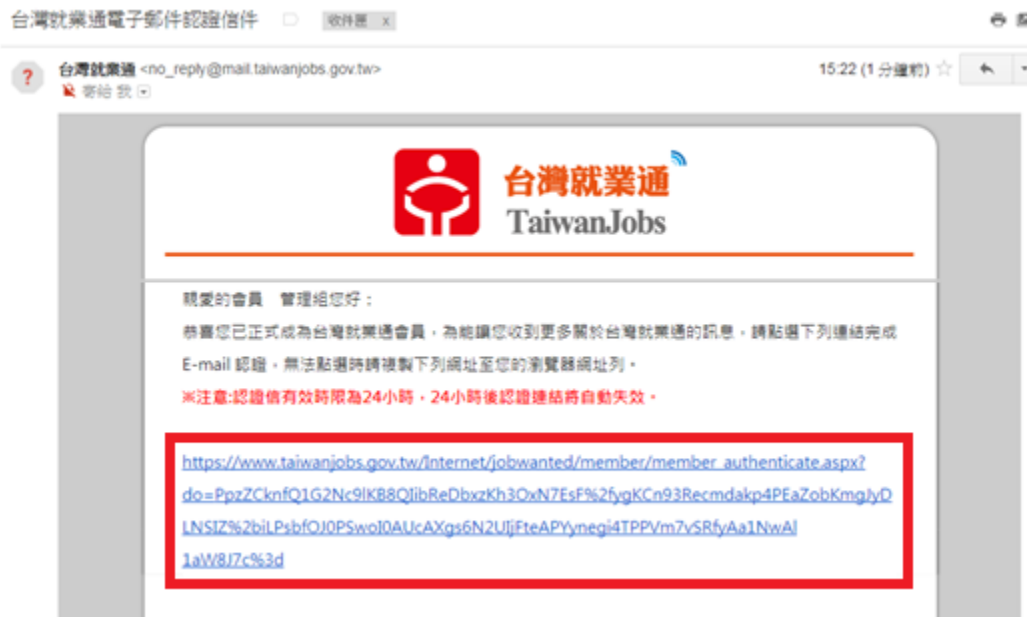 台灣就業通電子郵件認證信件 收件匣 x
台灣就業通 <no_reply@mail.taiwanjobs.gov.tw> 15:22 (1 分鐘前)
寄給 我
?
台灣就業通
TaiwanJobs
親愛的會員 管理組您好：
恭喜您已正式成為台灣就業通會員，為能讓您收到更多關於台灣就業通的訊息，請點選下列連結完成
E-mail 認證，無法點選時請複製下列網址至您的瀏覽器網址列。
※注意:認證信有效時限為24小時，24小時後認證連結將自動失效。
https://www.taiwanjobs.gov.tw/Internet/jobwanted/member/member_authenticate.aspx?
do=PpzZCknfQ1G2Nc9lKB8QIibReDbxzKh3OxN7EsF%2fygKCn93Recmdakp4PEaZobKmgJyD
LNSIZ%2biLPsbfOJ0PSwoI0AUcAXgs6N2UIjFteAPYynegi4TPPVm7vSRfyAa1NwAl
1aW8J7c%3d